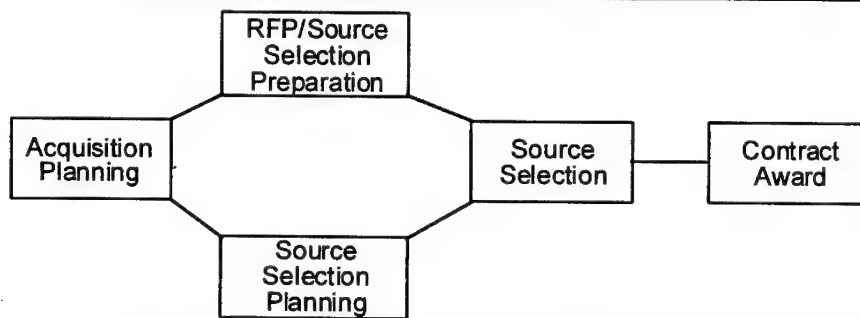 RFP/Source
Selection
Preparation
Acquisition
Planning
Source
Selection
Contract
Award
Source
Selection
Planning